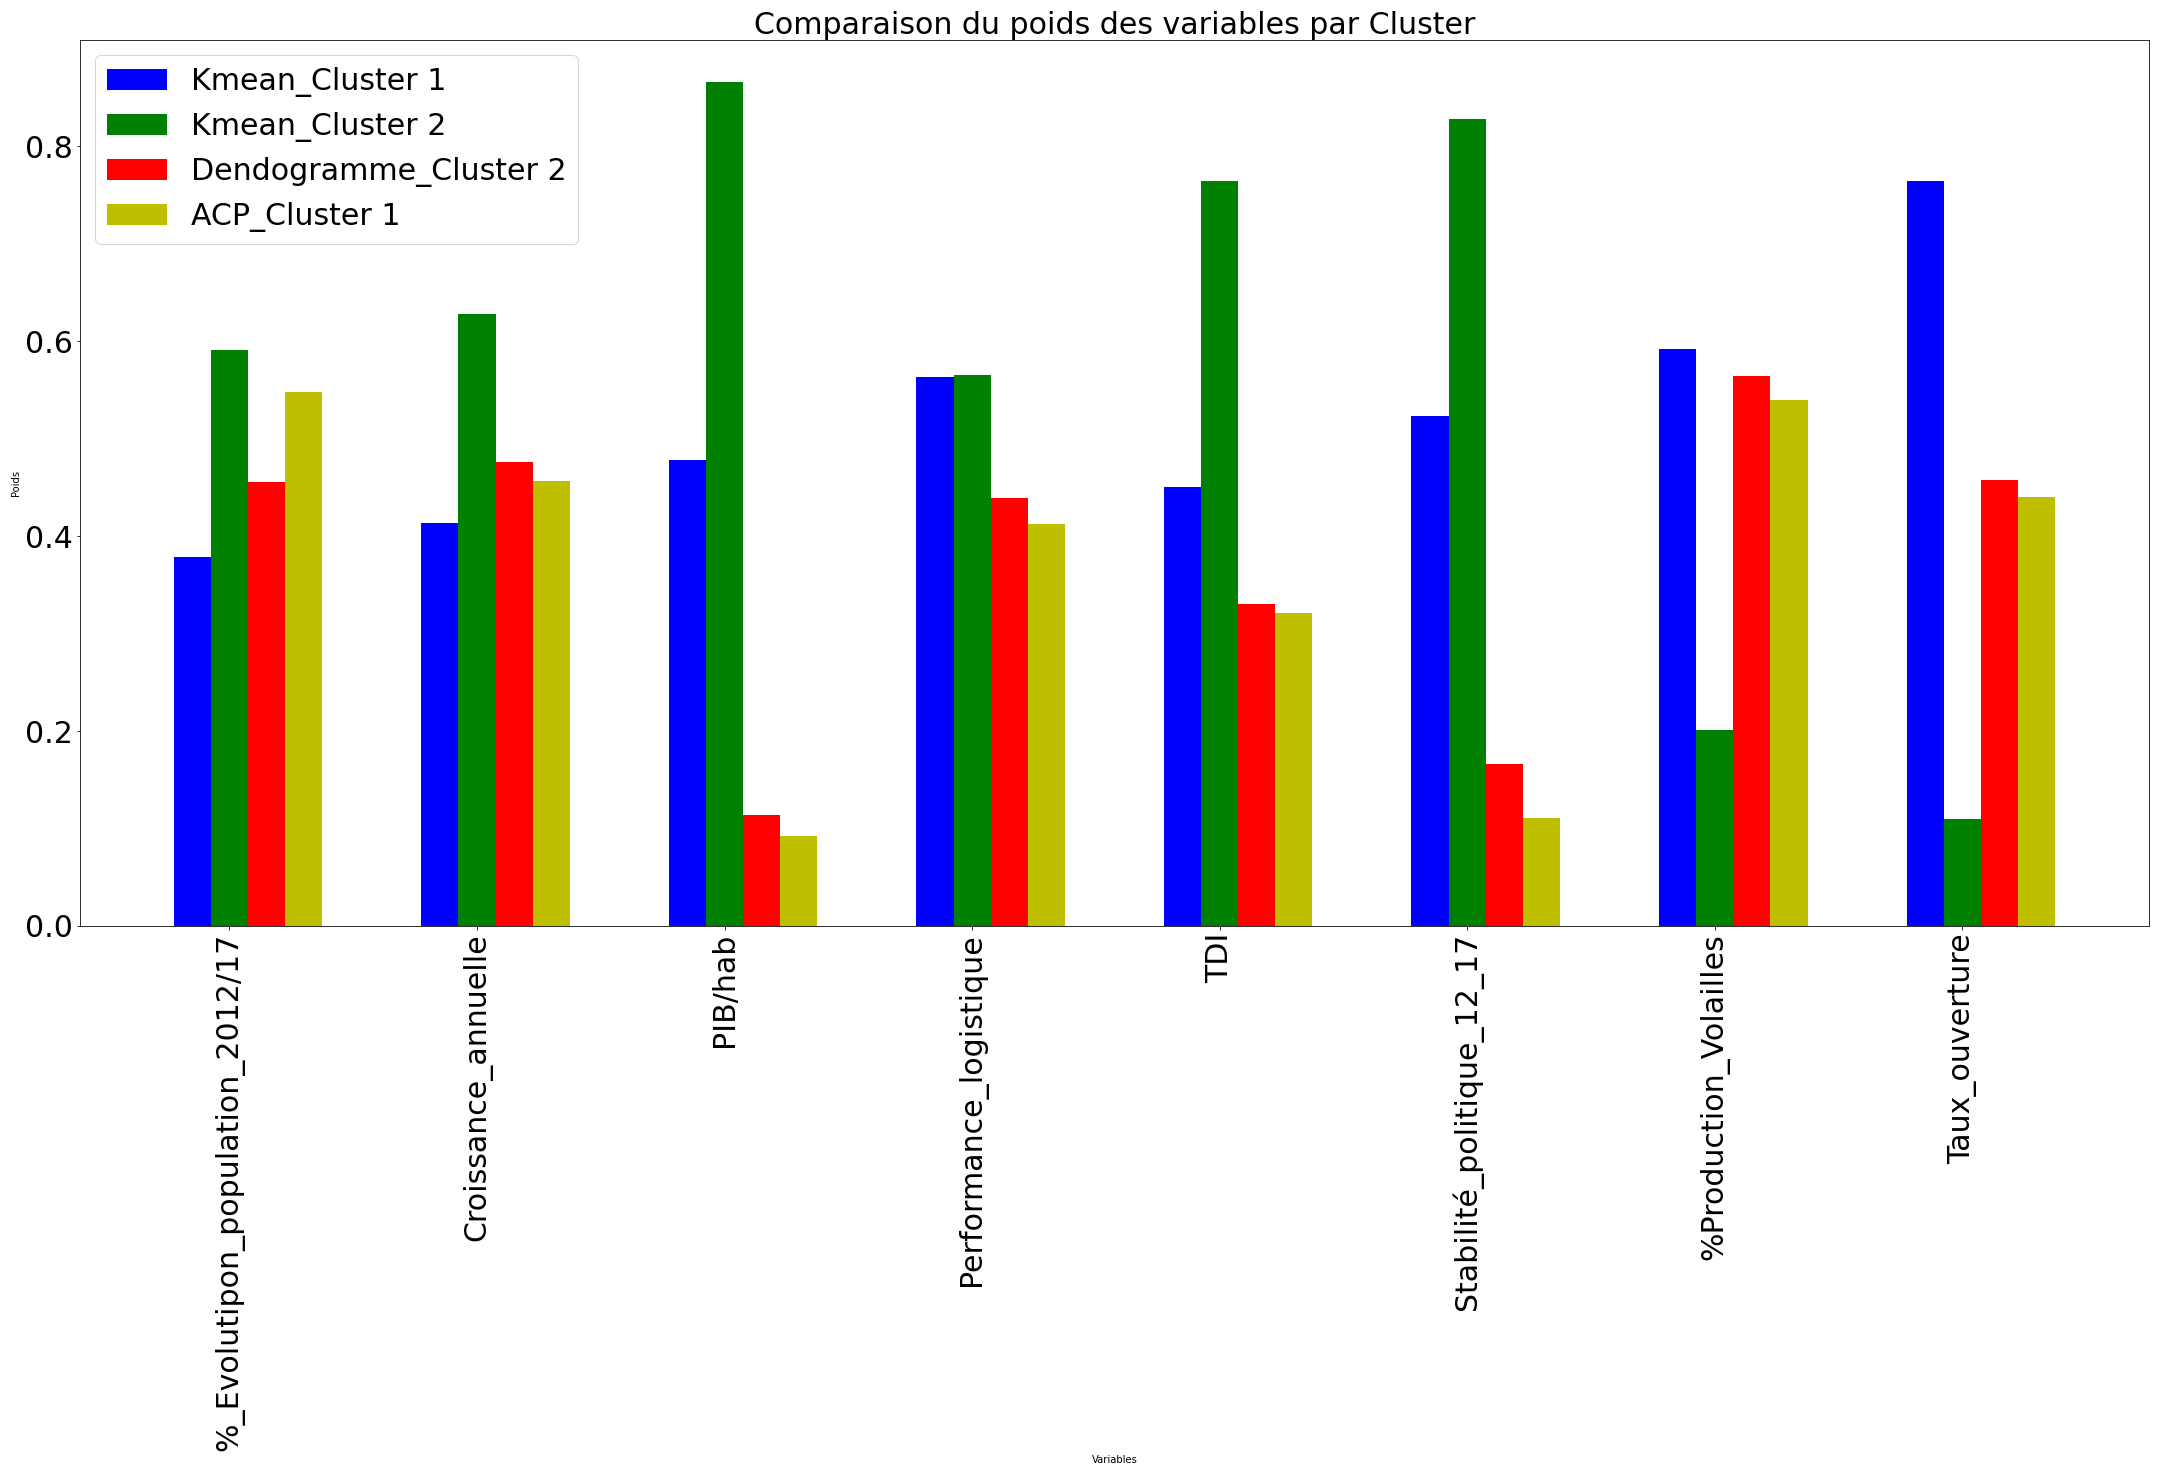 Comparaison du poids des variables par Cluster
Kmean_Cluster 1
Kmean_Cluster 2
Dendogramme_Cluster 2
ACP_Cluster 1
0.8
0.6
0.4
0.2
0.0
Poids
%_Evolutipon_population_2012/17
Croissance_annuelle
PIB/hab
Performance_logistique
TDI
Stabilité_politique_12_17
%Production_Volailles
Taux_ouverture
Variables